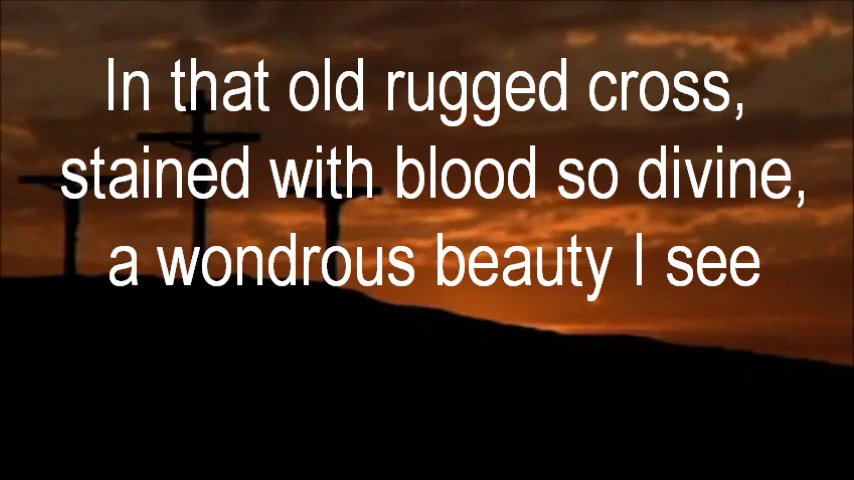 In that old rugged cross,
stained with blood so divine,
a wondrous beauty I see